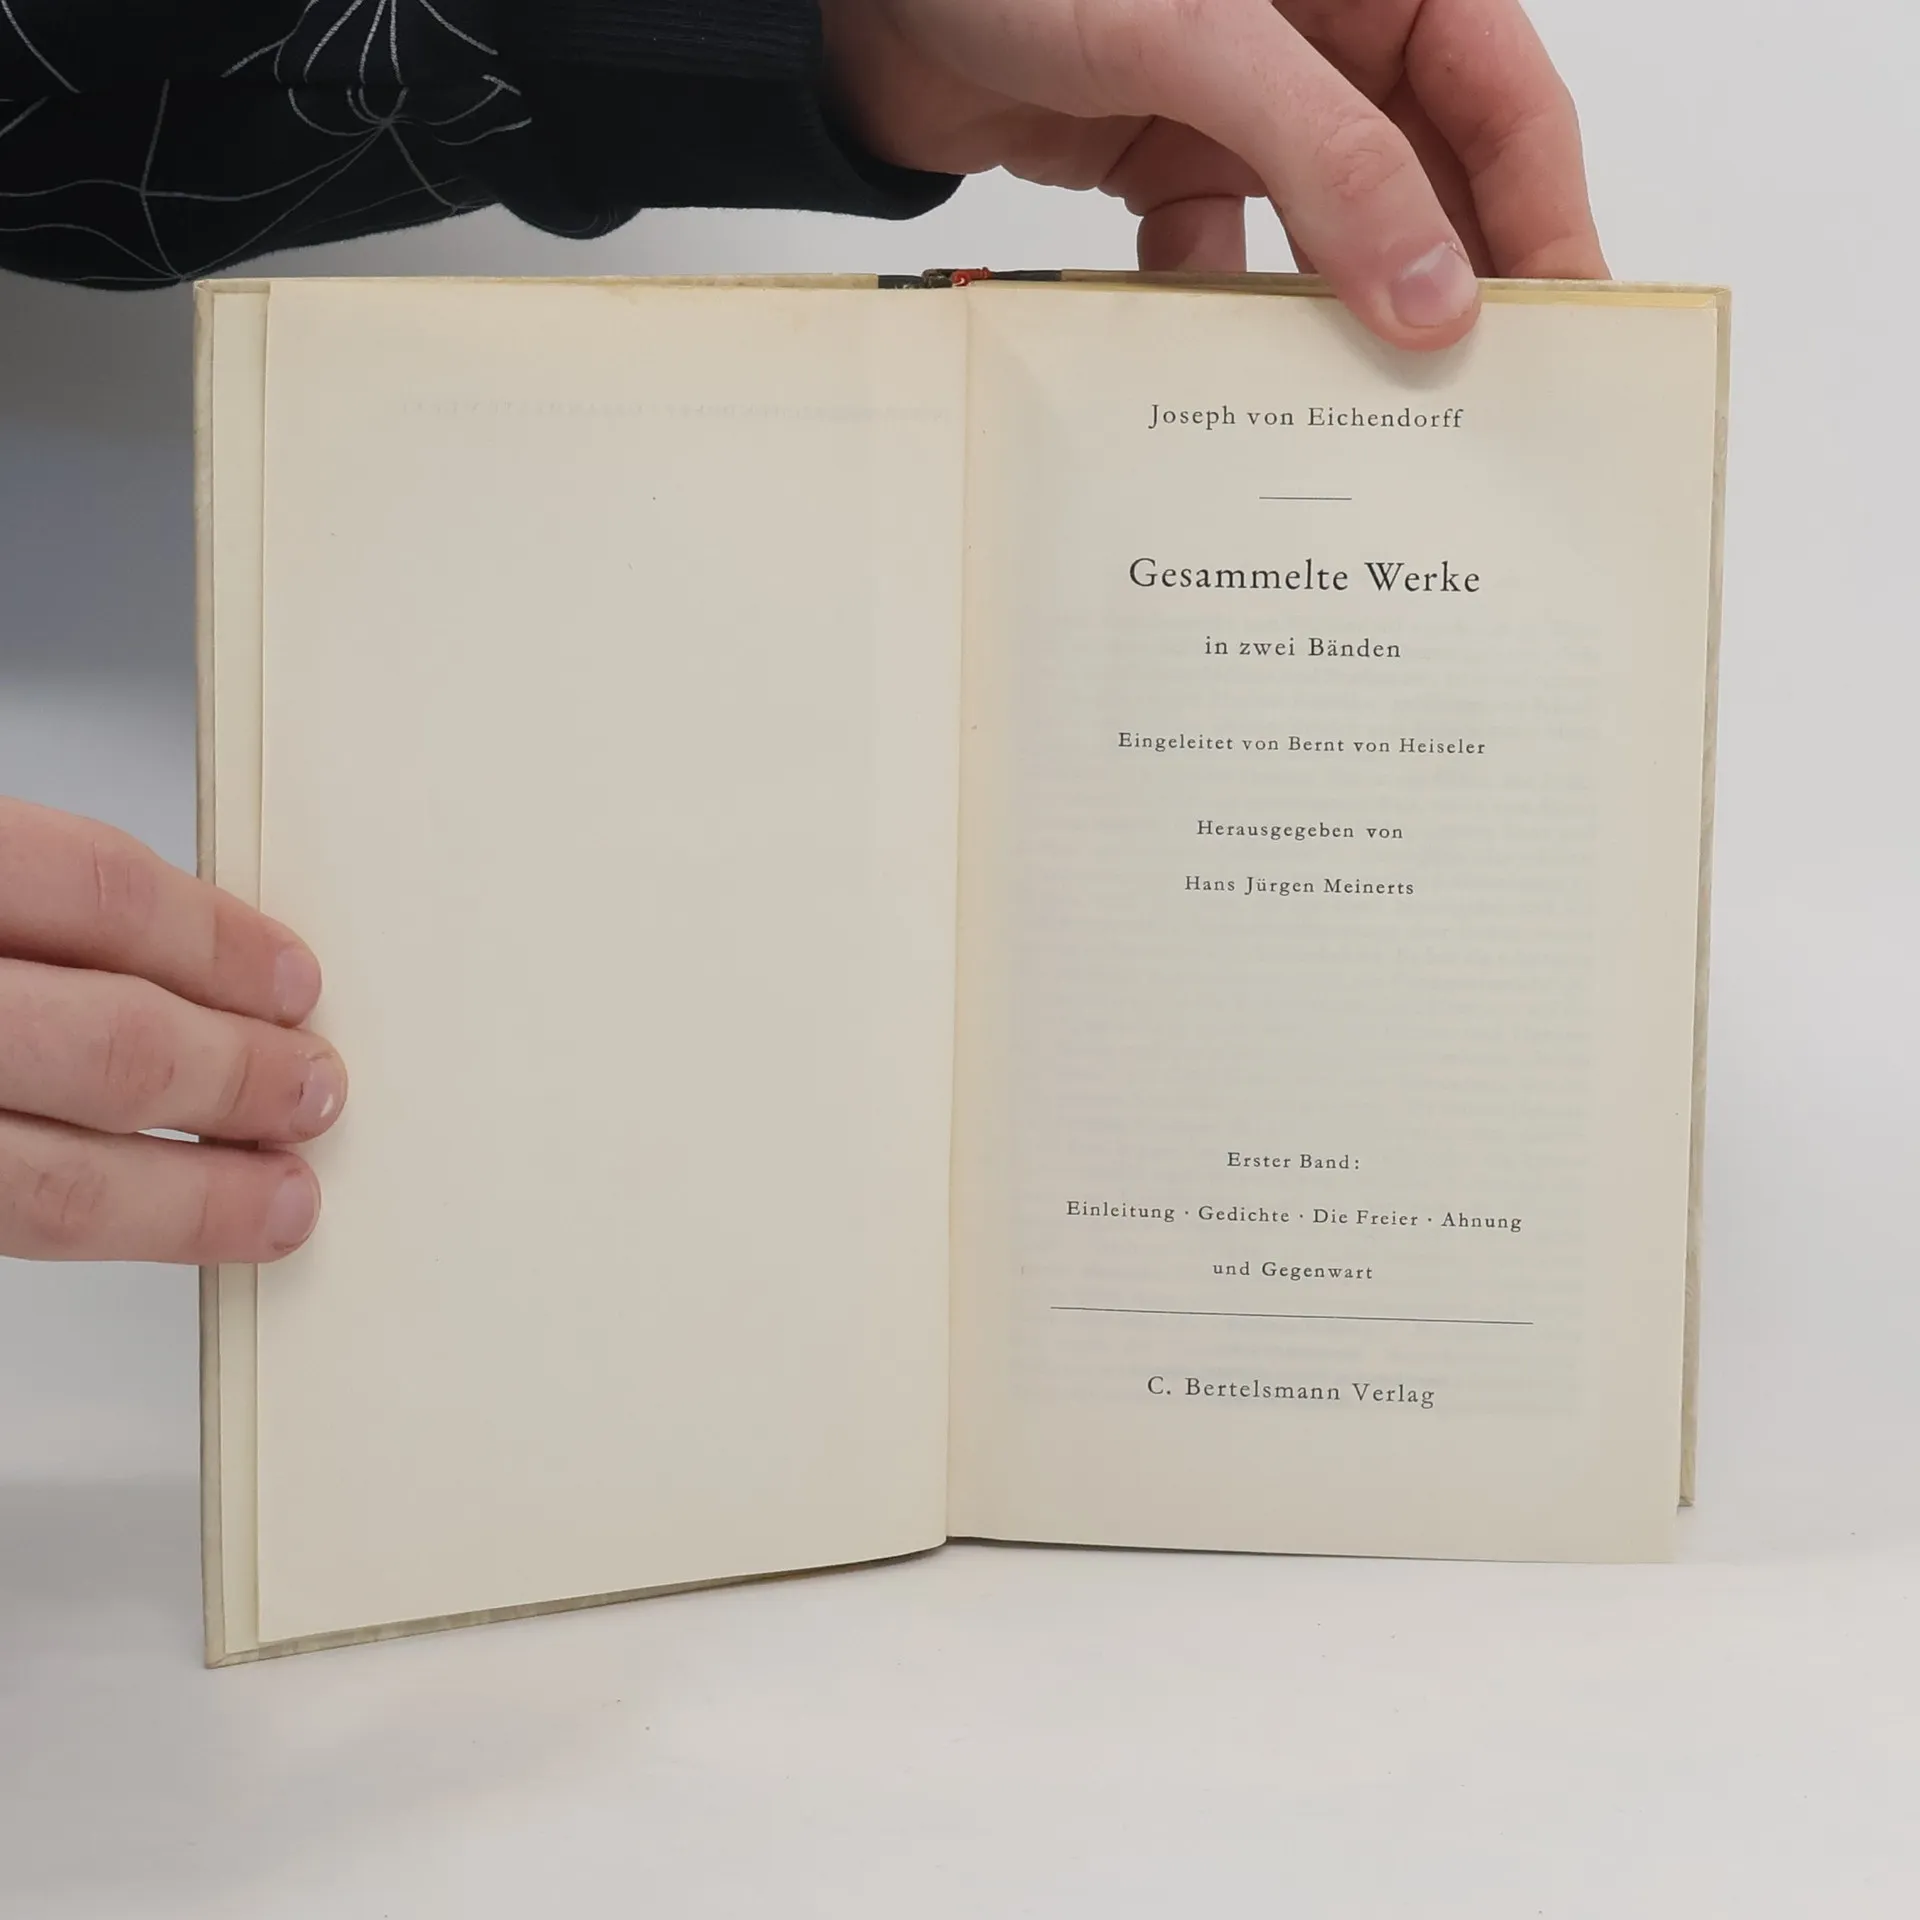 Joseph von Eichendorff
Gesammelte Werke
in zwei Bänden
Eingeleitet von Bernt von Heiseler
Herausgegeben von
Hans Jürgen Meinerts
Erster Band:
Einleitung · Gedichte · Die Freier · Ahnung
und Gegenwart
C. Bertelsmann Verlag